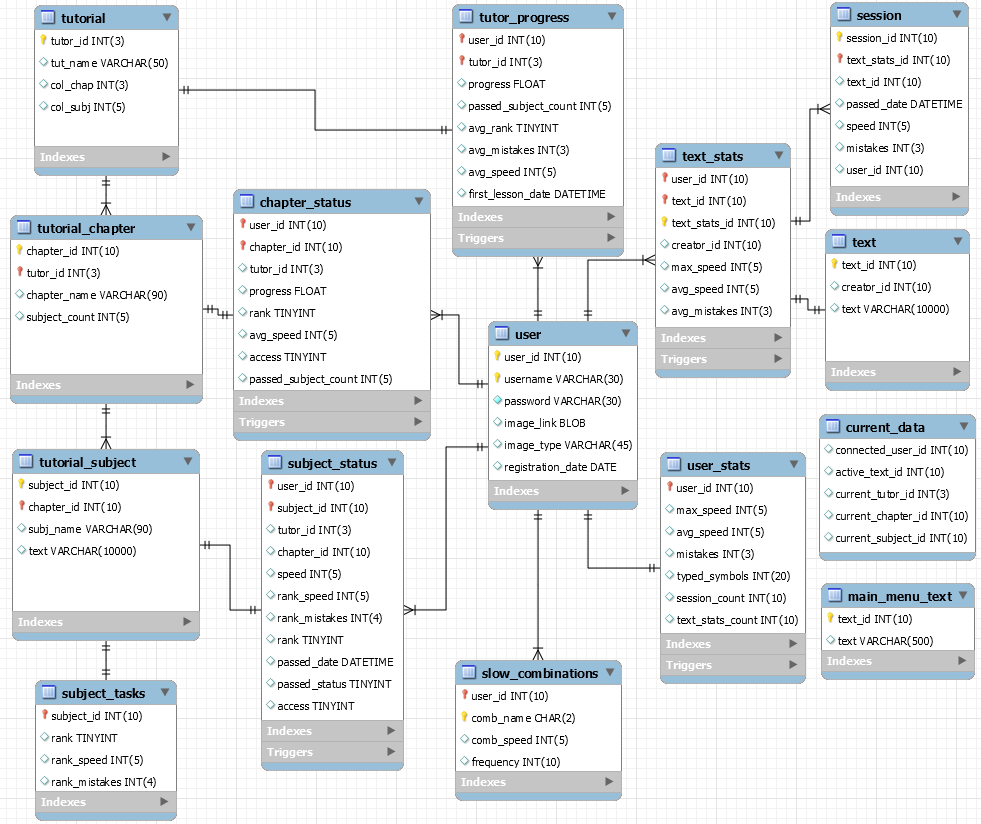 tutorial
tutor_id INT(3)
tut_name VARCHAR(50)
col_chap INT(3)
col_subj INT(5)
Indexes
tutor_progress
user_id INT(10)
tutor_id INT(3)
progress FLOAT
passed_subject_count INT(5)
avg_rank TINYINT
avg_mistakes INT(3)
avg_speed INT(5)
first_lesson_date DATETIME
Indexes
Triggers
session
session_id INT(10)
text_stats_id INT(10)
text_id INT(10)
passed_date DATETIME
speed INT(5)
mistakes INT(3)
user_id INT(10)
Indexes
text_stats
user_id INT(10)
text_id INT(10)
text_stats_id INT(10)
creator_id INT(10)
max_speed INT(5)
avg_speed INT(5)
avg_mistakes INT(3)
Indexes
Triggers
chapter_status
user_id INT(10)
chapter_id INT(10)
tutor_id INT(3)
progress FLOAT
rank TINYINT
avg_speed INT(5)
access TINYINT
passed_subject_count INT(5)
Indexes
Triggers
tutorial_chapter
chapter_id INT(10)
tutor_id INT(3)
chapter_name VARCHAR(90)
subject_count INT(5)
Indexes
text
text_id INT(10)
creator_id INT(10)
text VARCHAR(10000)
Indexes
user
user_id INT(10)
username VARCHAR(30)
password VARCHAR(30)
image_link BLOB
image_type VARCHAR(45)
registration_date DATE
Indexes
current_data
connected_user_id INT(10)
active_text_id INT(10)
current_tutor_id INT(3)
current_chapter_id INT(10)
current_subject_id INT(10)
tutorial_subject
subject_id INT(10)
chapter_id INT(10)
subj_name VARCHAR(90)
text VARCHAR(10000)
Indexes
subject_status
user_id INT(10)
subject_id INT(10)
tutor_id INT(3)
chapter_id INT(10)
speed INT(5)
rank_speed INT(5)
rank_mistakes INT(4)
rank TINYINT
passed_date DATETIME
passed_status TINYINT
access TINYINT
Indexes
Triggers
user_stats
user_id INT(10)
max_speed INT(5)
avg_speed INT(5)
mistakes INT(3)
typed_symbols INT(20)
session_count INT(10)
text_stats_count INT(10)
Indexes
Triggers
main_menu_text
text_id INT(10)
text VARCHAR(500)
Indexes
slow_combinations
user_id INT(10)
comb_name CHAR(2)
comb_speed INT(5)
frequency INT(10)
Indexes
subject_tasks
subject_id INT(10)
rank TINYINT
rank_speed INT(5)
rank_mistakes INT(4)
Indexes